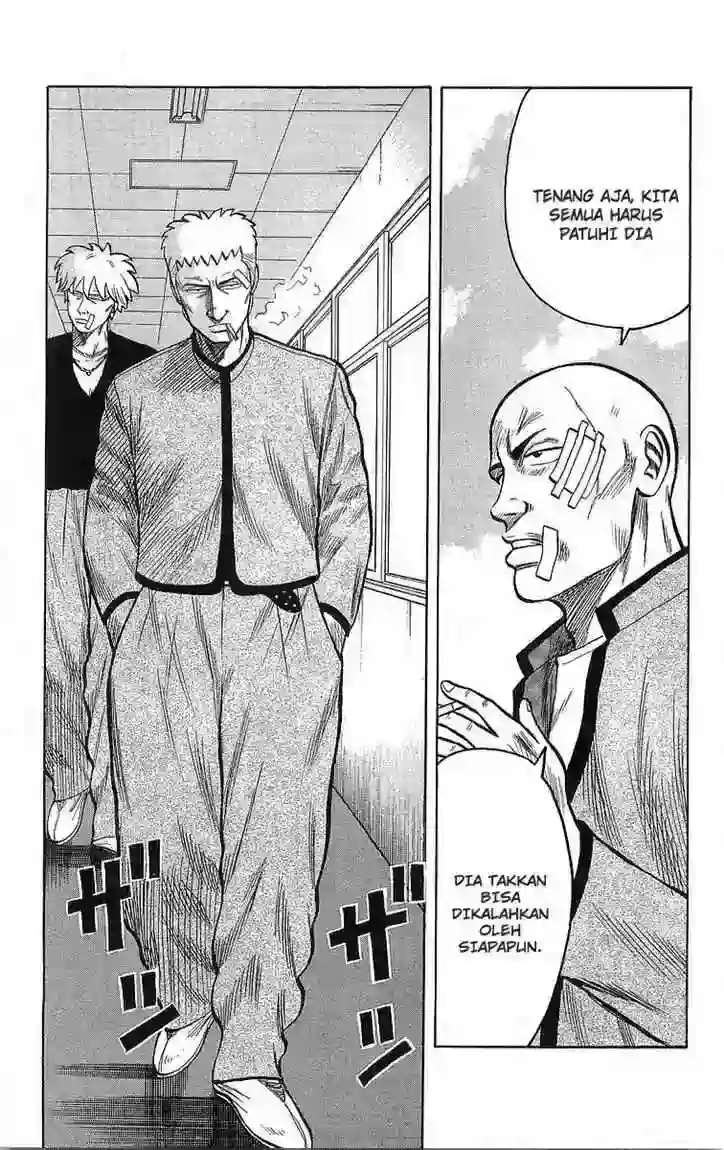 TENANG AJA, KITA
SEMUA HARUS
PATUHI DIA
DIA TAKKAN
BISA
DIKALAHKAN
OLEH
SIAPAPUN.
ザッ
ザッ